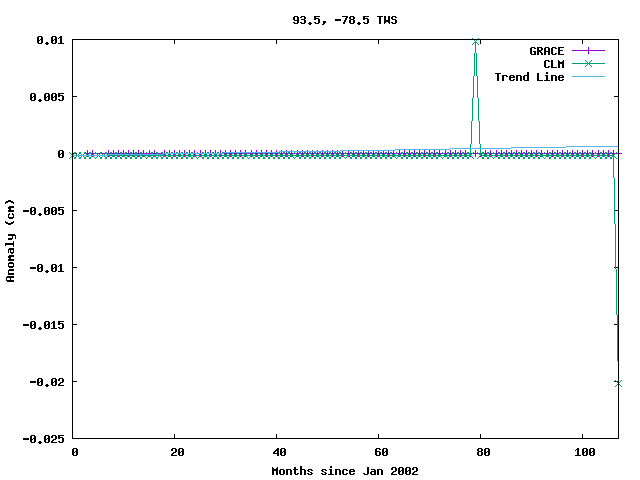 93.5, -78.5 TWS
GRACE
CLM
Trend Line
0.01
0.005
0
-0.005
-0.01
-0.015
-0.02
-0.025
Anomaly (cm)
0 20 40 60 80 100
Months since Jan 2002